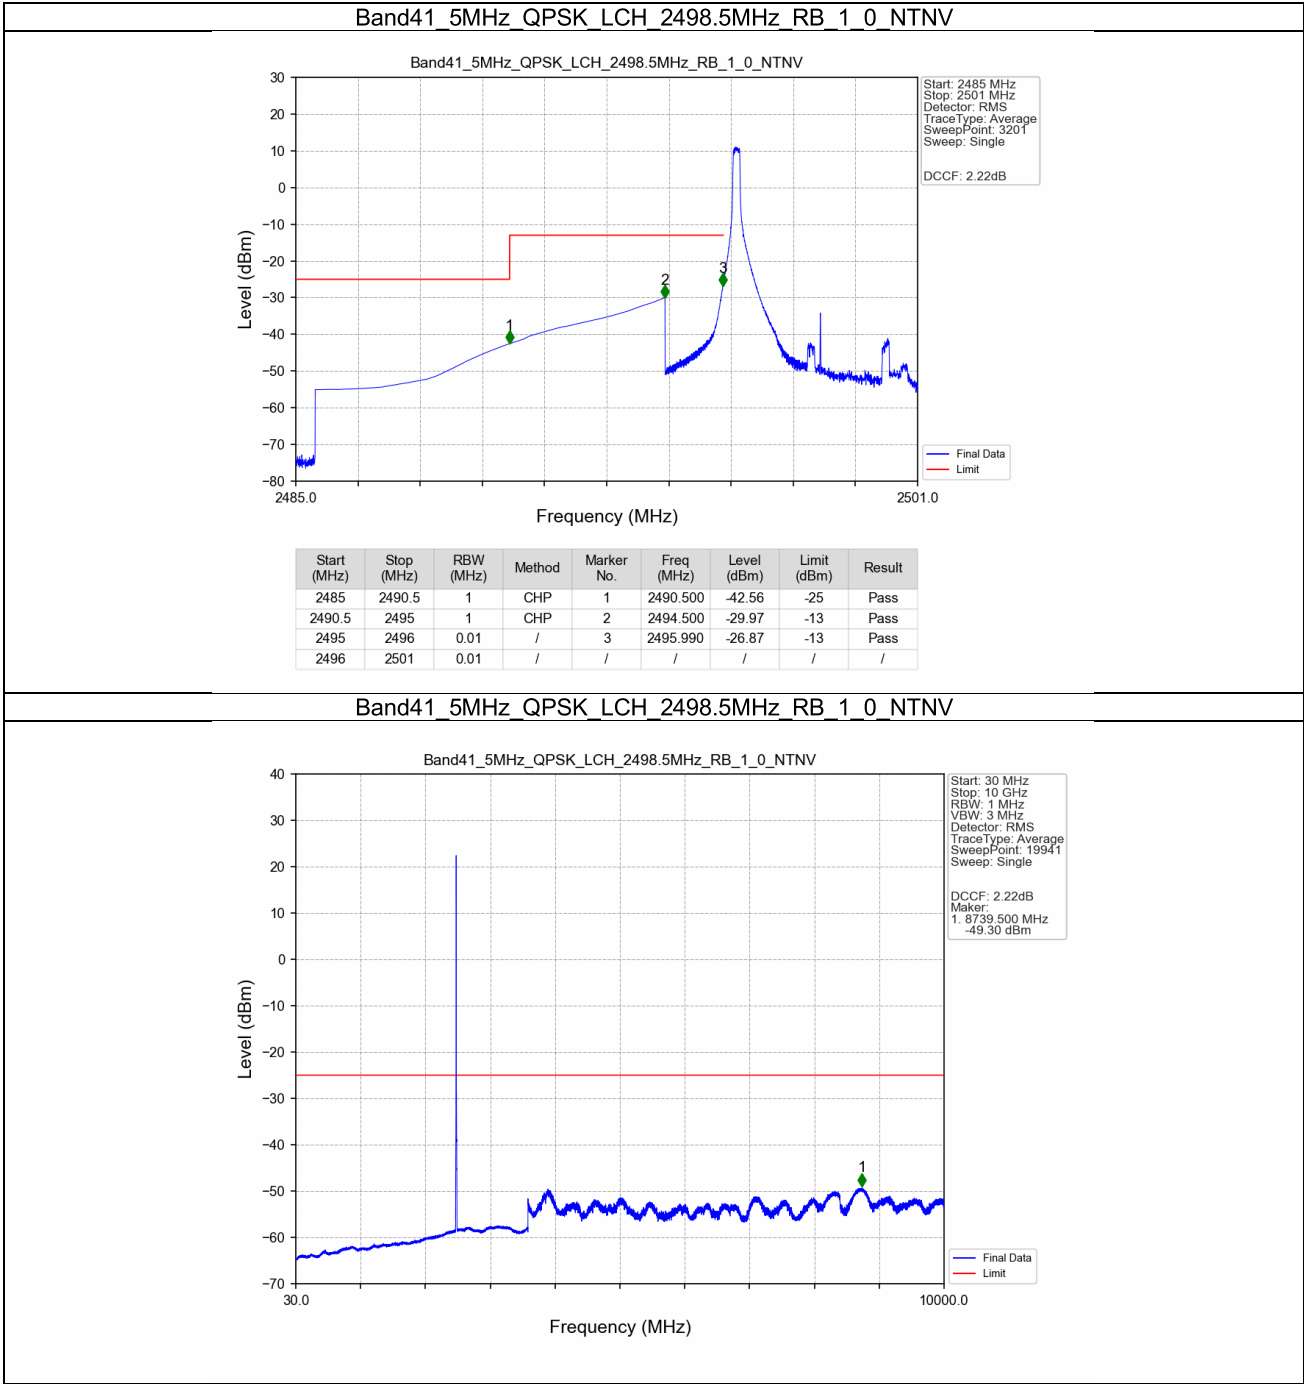 Band41_5MHz_QPSK_LCH_2498.5MHz_RB_1_0_NTNV
Band41_5MHz_QPSK_LCH_2498.5MHz_RB_1_0_NTNV
30
20
10
0
−10
−20
−30
−40
−50
−60
−70
−80
Level (dBm)
1
2
3
2485.0
2501.0
Frequency (MHz)
Start: 2485 MHz
Stop: 2501 MHz
Detector: RMS
TraceType: Average
SweepPoint: 3201
Sweep: Single
DCCF: 2.22dB
Final Data
Limit
Start (MHz) Stop (MHz) RBW (MHz) Method Marker No. Freq (MHz) Level (dBm) Limit (dBm) Result
2485 2490.5 1 CHP 1 2490.500 -42.56 -25 Pass
2490.5 2495 1 CHP 2 2494.500 -29.97 -13 Pass
2495 2496 0.01 / 3 2495.990 -26.87 -13 Pass
2496 2501 0.01 / / / / / /
Band41_5MHz_QPSK_LCH_2498.5MHz_RB_1_0_NTNV
Band41_5MHz_QPSK_LCH_2498.5MHz_RB_1_0_NTNV
40
30
20
10
0
−10
−20
−30
−40
−50
−60
−70
Level (dBm)
1
30.0
10000.0
Frequency (MHz)
Start: 30 MHz
Stop: 10 GHz
RBW: 1 MHz
VBW: 3 MHz
Detector: RMS
TraceType: Average
SweepPoint: 19941
Sweep: Single
DCCF: 2.22dB
Maker:
1. 8739.500 MHz
-49.30 dBm
Final Data
Limit